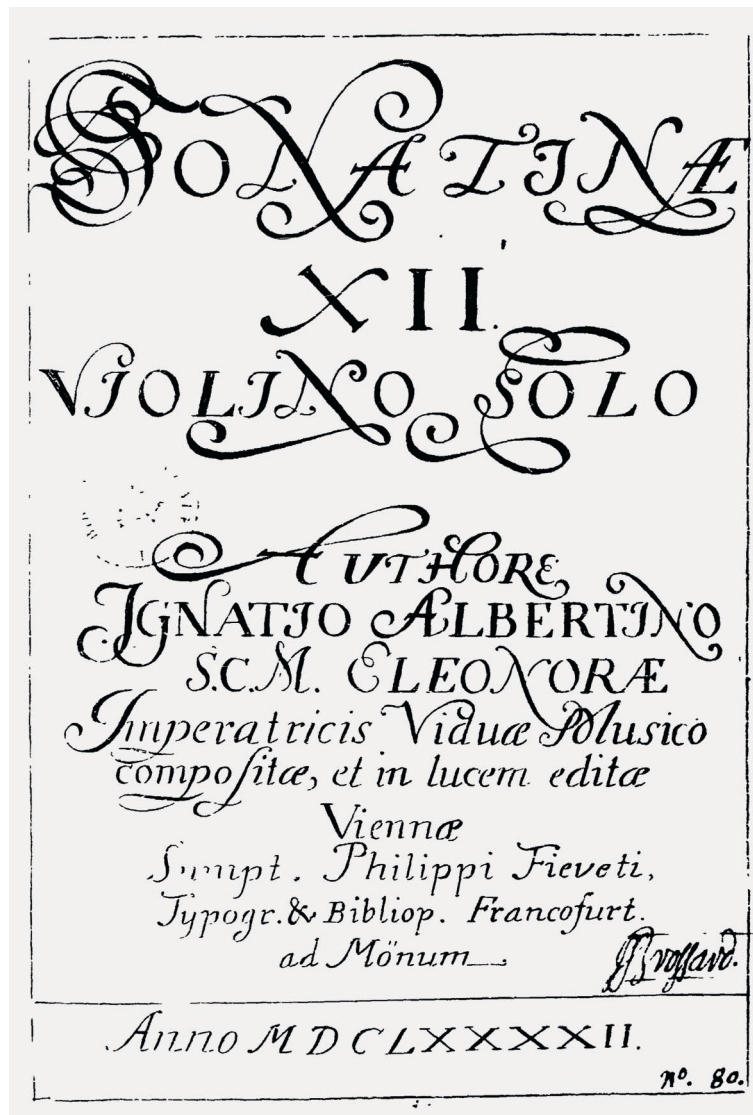 SONATINÆ
XII.
VIOLINO SOLO
AUTHORE
IGNATIO ALBERTINO
S.C.M. ELEONORÆ
Imperatricis Viduæ Musico
compoſitæ, et in lucem editæ
Viennæ
Sumpt. Philippi Fieveti,
Typogr. & Bibliop. Francofurt.
ad Mönum
Brossard.
Anno MDCLXXXXII.
nº. 80.